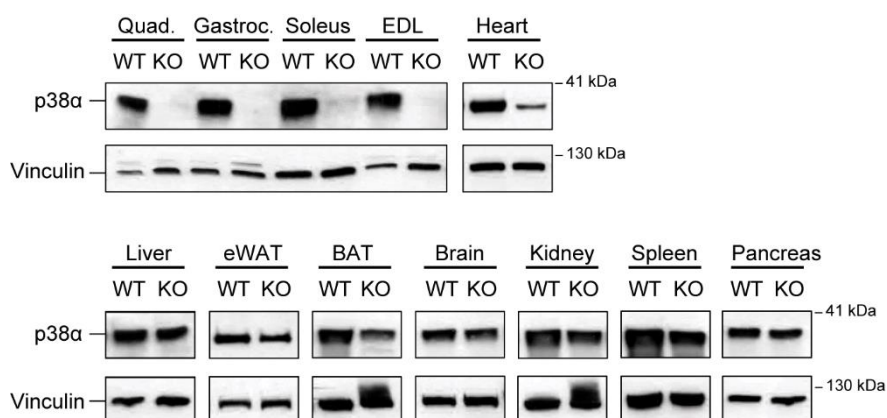 Quad. Gastroc. Soleus EDL Heart
WT KO WT KO WT KO WT KO WT KO
41 kDa
p38α
130 kDa
Vinculin
Liver eWAT BAT Brain Kidney Spleen Pancreas
WT KO WT KO WT KO WT KO WT KO WT KO WT KO
41 kDa
p38α
130 kDa
Vinculin